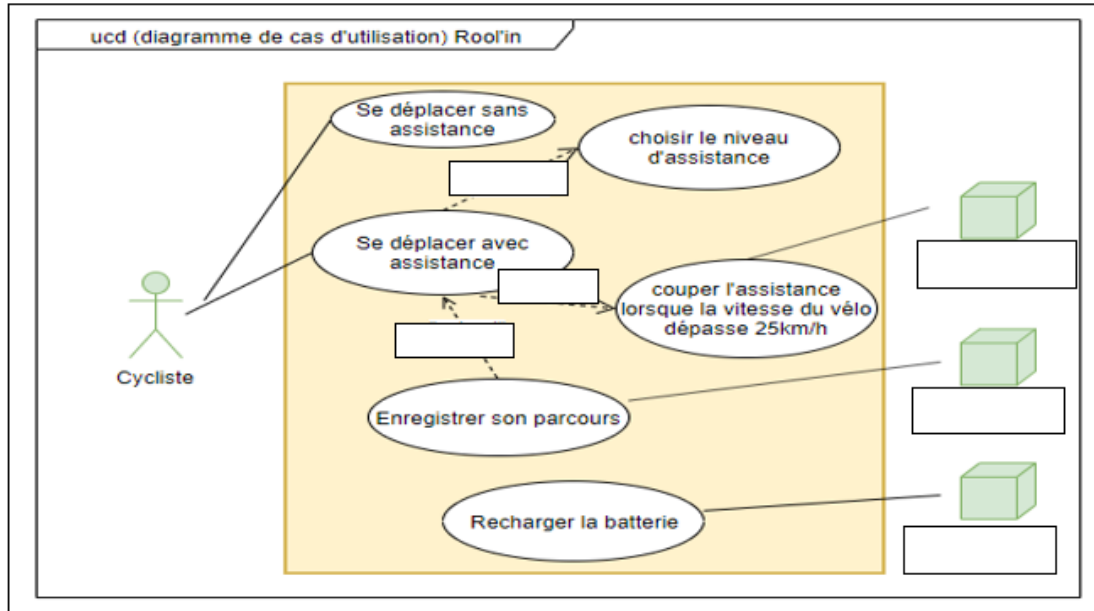 ucd (diagramme de cas d'utilisation) Rool'in
Se déplacer sans
assistance
choisir le niveau
d'assistance
Se déplacer avec
assistance
couper l'assistance
lorsque la vitesse du vélo
dépasse 25km/h
Cycliste
Enregistrer son parcours
Recharger la batterie